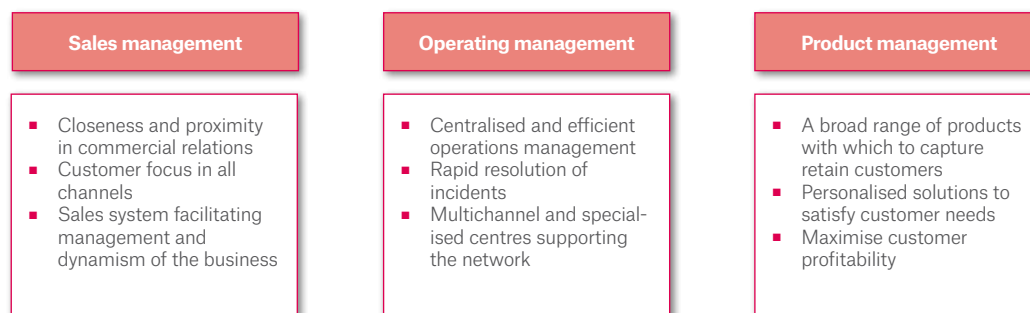 Sales management
Closeness and proximity
in commercial relations
Customer focus in all
channels
Sales system facilitating
management and
dynamism of the business
Operating management
Centralised and efficient
operations management
Rapid resolution of
incidents
Multichannel and special-
ised centres supporting
the network
Product management
A broad range of products
with which to capture
retain customers
Personalised solutions to
satisfy customer needs
Maximise customer
profitability